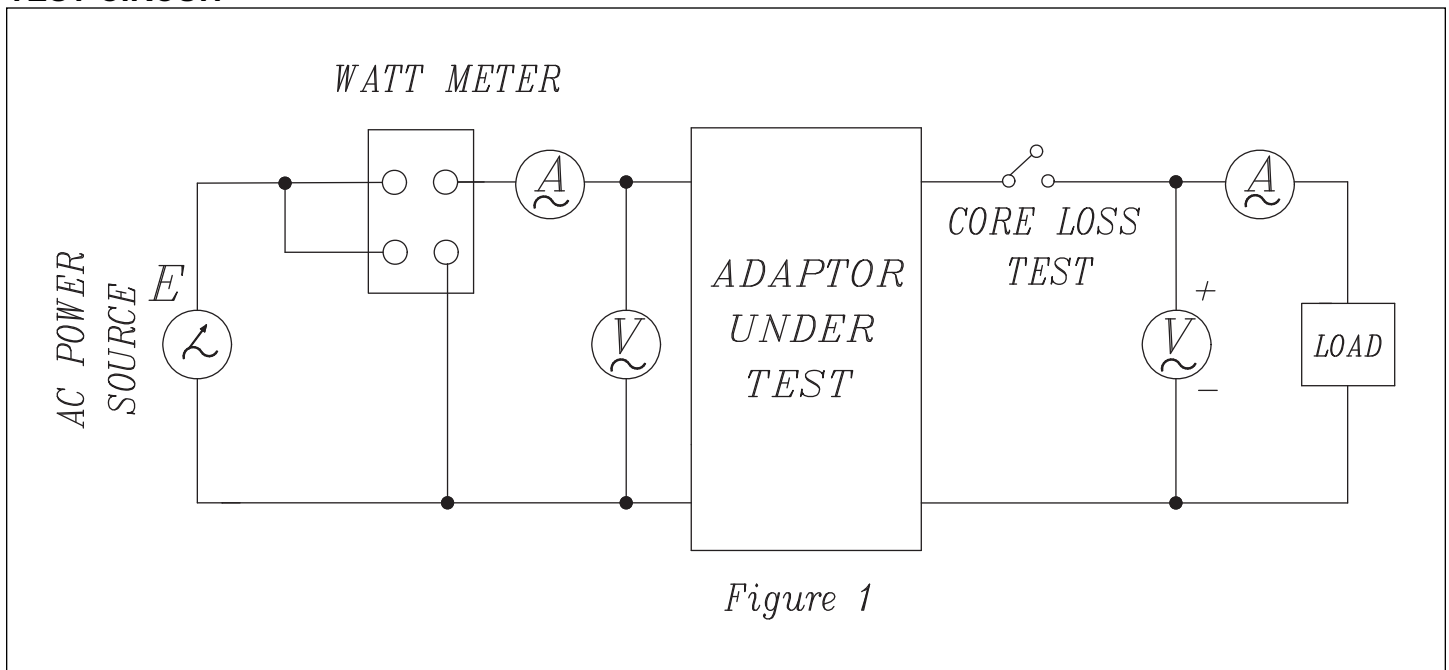 WATT METER
AC POWER
SOURCE
E
A
V
ADAPTOR
UNDER
TEST
CORE LOSS
TEST
A
+
V
-
LOAD
Figure 1